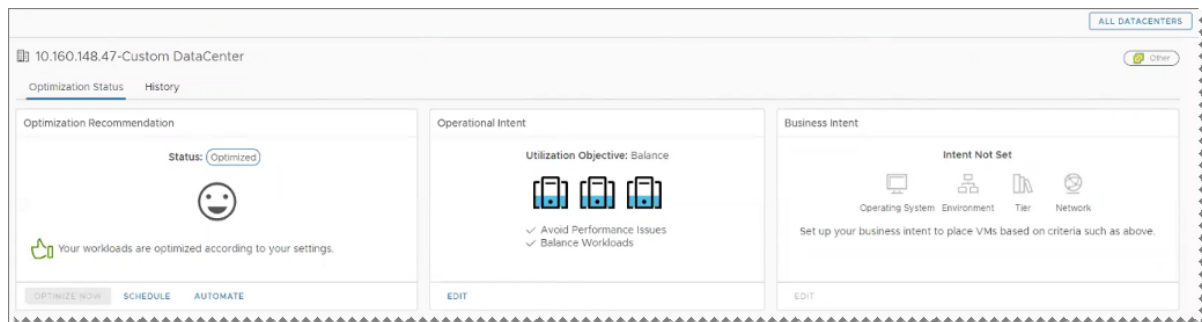 ALL DATACENTERS
10.160.148.47-Custom DataCenter
Other
Optimization Status History
Optimization Recommendation
Status: Optimized
Your workloads are optimized according to your settings.
OPTIMIZE NOW SCHEDULE AUTOMATE
Operational Intent
Utilization Objective: Balance
Avoid Performance Issues
Balance Workloads
EDIT
Business Intent
Intent Not Set
Operating System Environment Tier Network
Set up your business intent to place VMs based on criteria such as above.
EDIT